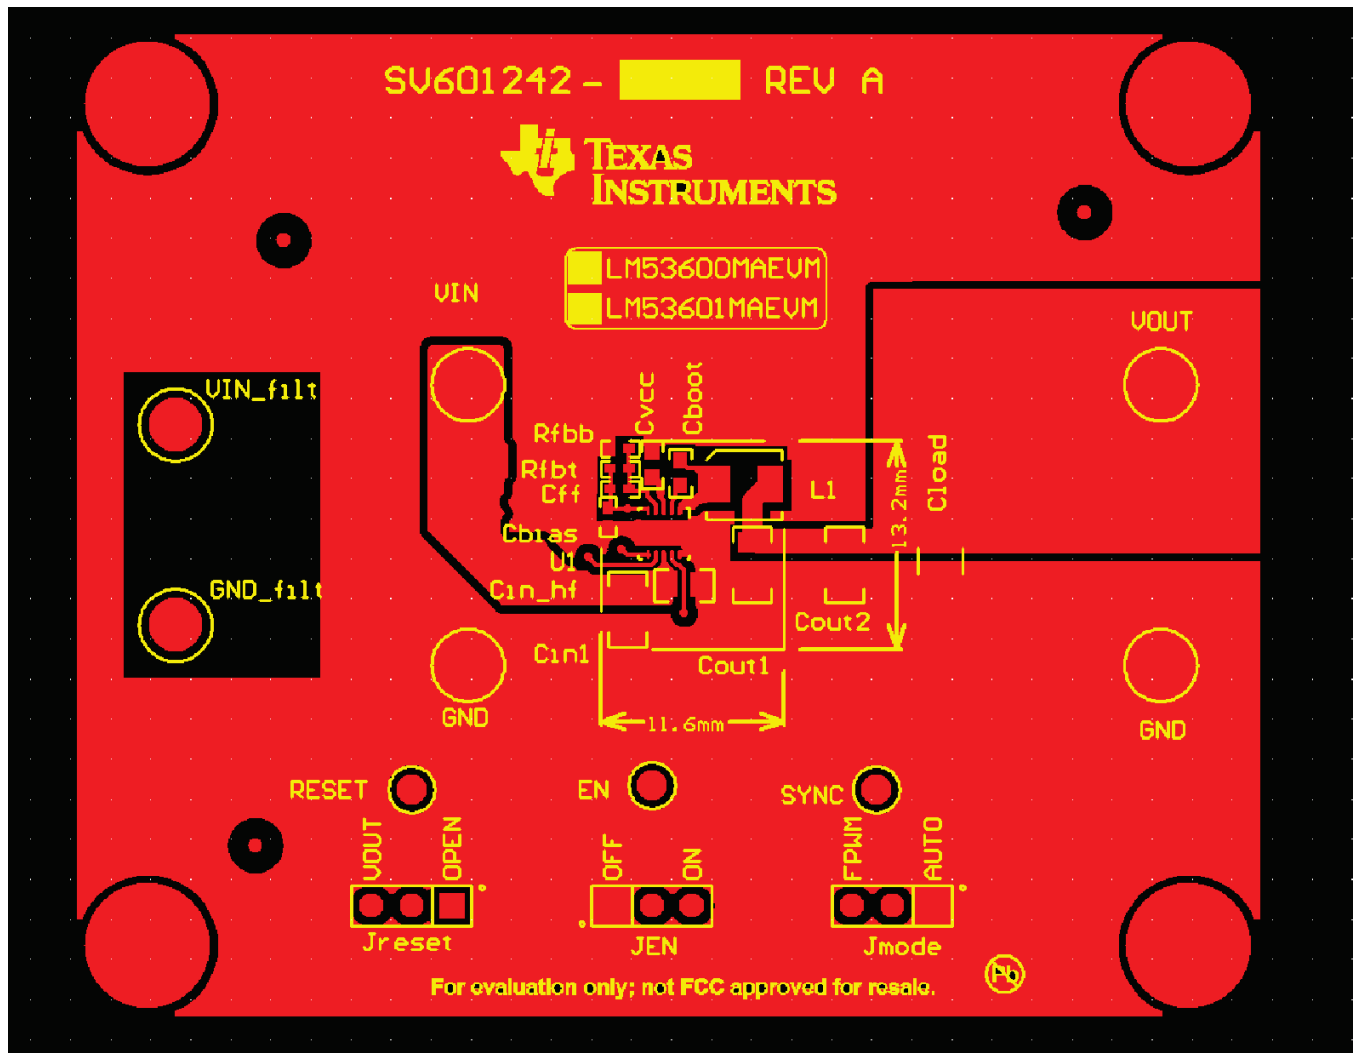 SV601242- REV A
TEXAS
INSTRUMENTS
LM53600MAEVM
LM53601MAEVM
VIN
VOUT
VIN_filt
Cvcc
Cboot
Rfbb
Rfbt
Cff
L1
13.2mm
Cload
Cbias
U1
Cin_hf
GND_filt
Cout2
Cin1
Cout1
GND
11.6mm
GND
RESET
EN
SYNC
VOUT
OPEN
OFF
ON
FPWM
AUTO
Jreset
JEN
Jmode
Pb
For evaluation only; not FCC approved for resale.